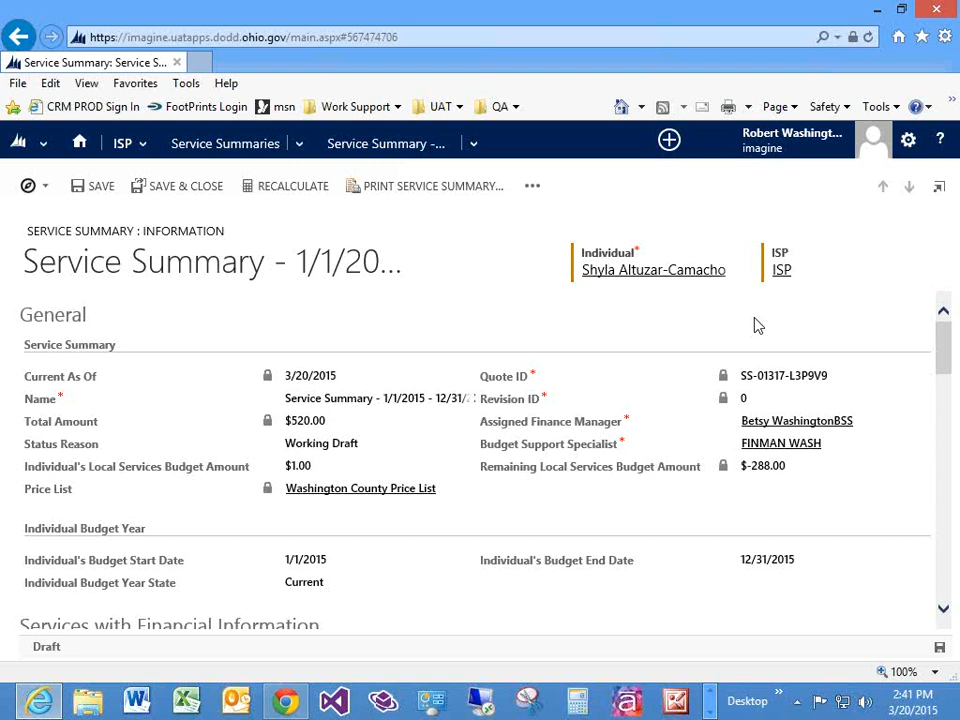 https://imagine.uatapps.dodd.ohio.gov/main.aspx#567474706
Service Summary: Service S...
File Edit View Favorites Tools Help
CRM PROD Sign In FootPrints Login msn Work Support UAT QA Page Safety Tools
ISP Service Summaries Service Summary -... Robert Washingt...
imagine
SAVE SAVE & CLOSE RECALCULATE PRINT SERVICE SUMMARY... •••
SERVICE SUMMARY : INFORMATION
Service Summary - 1/1/20...
Individual* ISP
Shyla Altuzar-Camacho ISP
General
Service Summary
Current As Of 3/20/2015 Quote ID * SS-01317-L3P9V9
Name * Service Summary - 1/1/2015 - 12/31/ Revision ID * 0
Total Amount $520.00 Assigned Finance Manager * Betsy WashingtonBSS
Status Reason Working Draft Budget Support Specialist * FINMAN WASH
Individual's Local Services Budget Amount $1.00 Remaining Local Services Budget Amount $-288.00
Price List Washington County Price List
Individual Budget Year
Individual's Budget Start Date 1/1/2015 Individual's Budget End Date 12/31/2015
Individual Budget Year State Current
Services with Financial Information
Draft
100%
Desktop 2:41 PM
3/20/2015